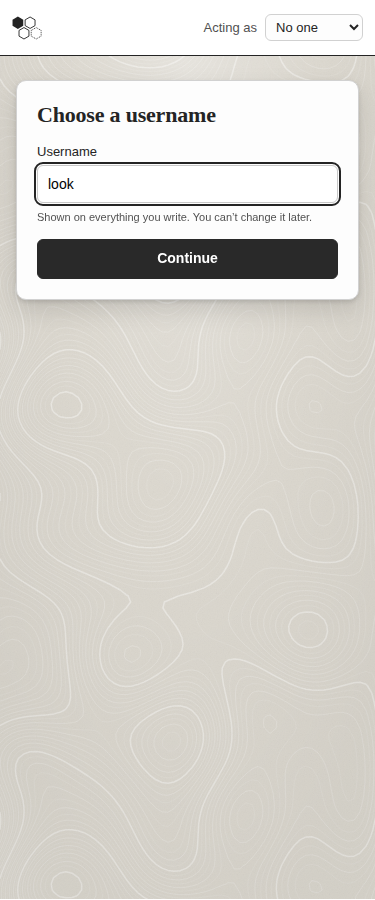 Acting as No one
Choose a username
Username
look
Shown on everything you write. You can’t change it later.
Continue